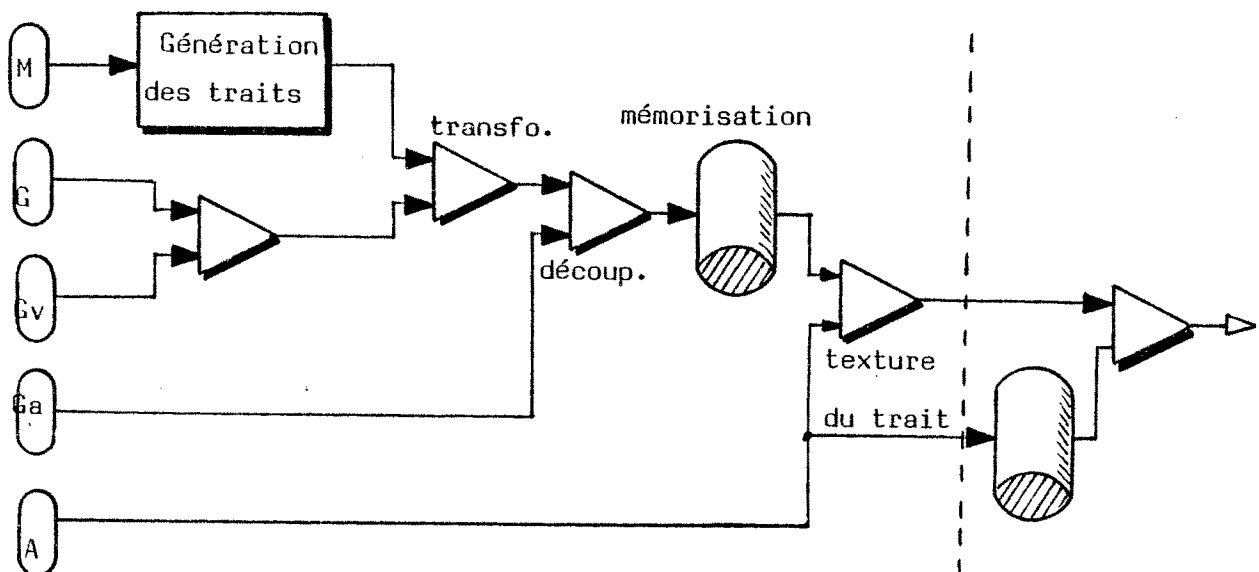 M
Génération
des traits
G
Gv
Ga
A
transfo.
découp.
mémorisation
texture
du trait